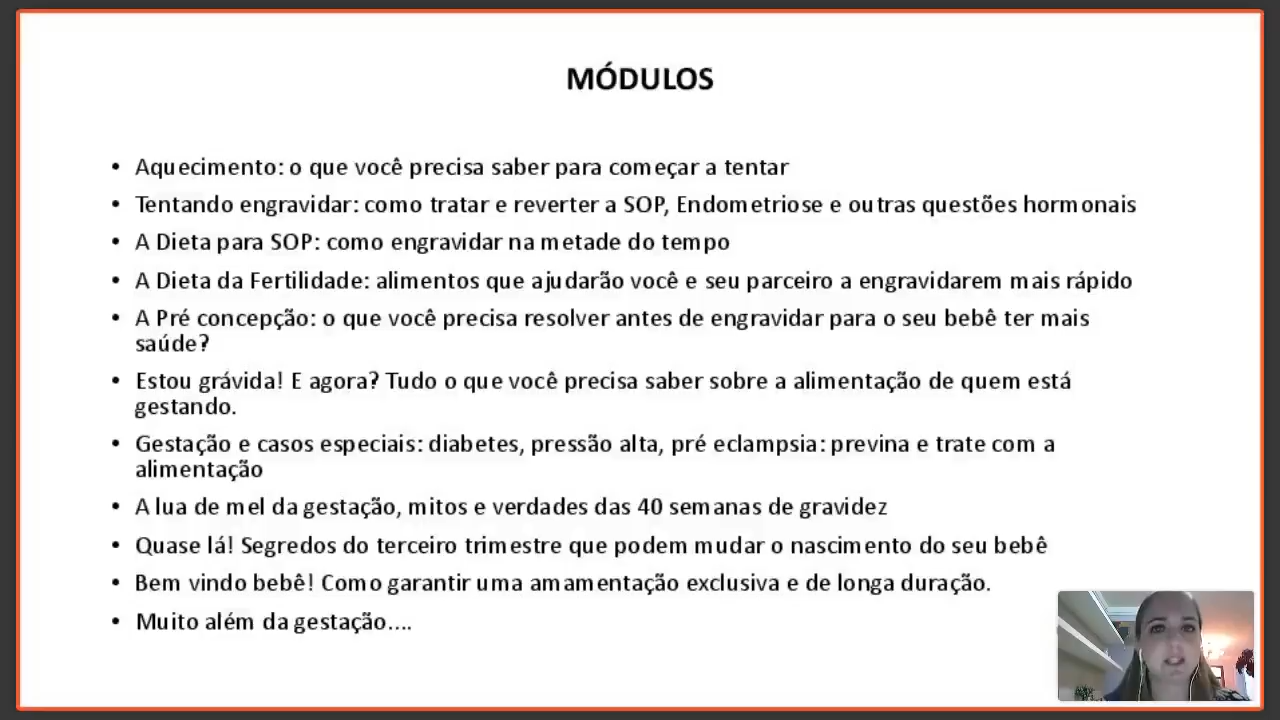 MÓDULOS
• Aquecimento: o que você precisa saber para começar a tentar
• Tentando engravidar: como tratar e reverter a SOP, Endometriose e outras questões hormonais
• A Dieta para SOP: como engravidar na metade do tempo
• A Dieta da Fertilidade: alimentos que ajudarão você e seu parceiro a engravidarem mais rápido
• A Pré concepção: o que você precisa resolver antes de engravidar para o seu bebê ter mais
saúde?
• Estou grávida! E agora? Tudo o que você precisa saber sobre a alimentação de quem está
gestando.
• Gestação e casos especiais: diabetes, pressão alta, pré eclampsia: previna e trate com a
alimentação
• A lua de mel da gestação, mitos e verdades das 40 semanas de gravidez
• Quase lá! Segredos do terceiro trimestre que podem mudar o nascimento do seu bebê
• Bem vindo bebê! Como garantir uma amamentação exclusiva e de longa duração.
• Muito além da gestação....